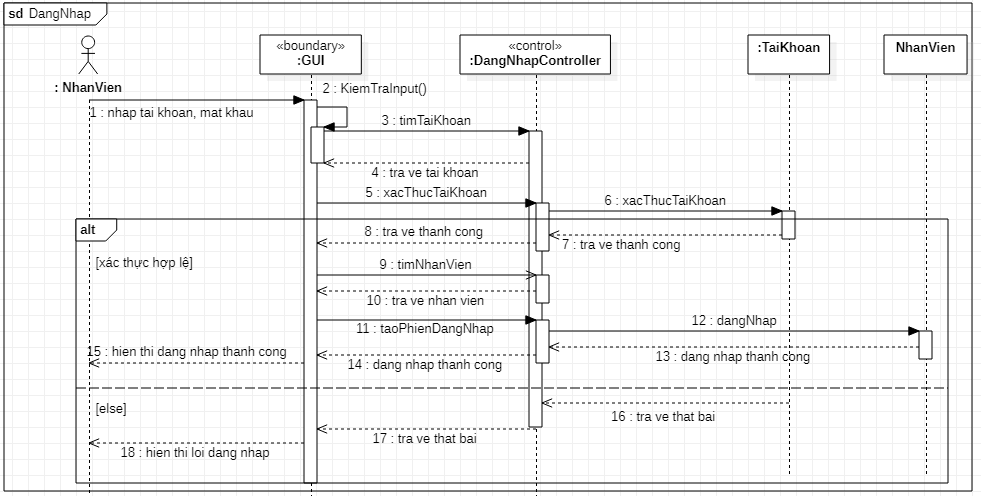 sd DangNhap
: NhanVien
«boundary»
:GUI
«control»
:DangNhapController
:TaiKhoan
NhanVien
1 : nhap tai khoan, mat khau
2 : KiemTraInput()
3 : timTaiKhoan
4 : tra ve tai khoan
5 : xacThucTaiKhoan
6 : xacThucTaiKhoan
alt
7 : tra ve thanh cong
8 : tra ve thanh cong
[xác thực hợp lệ]
9 : timNhanVien
10 : tra ve nhan vien
11 : taoPhienDangNhap
12 : dangNhap
13 : dang nhap thanh cong
14 : dang nhap thanh cong
15 : hien thi dang nhap thanh cong
[else]
16 : tra ve that bai
17 : tra ve that bai
18 : hien thi loi dang nhap